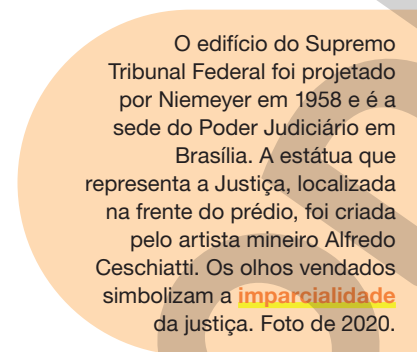 O edifício do Supremo
Tribunal Federal foi projetado
por Niemeyer em 1958 e é a
sede do Poder Judiciário em
Brasília. A estátua que
representa a Justiça, localizada
na frente do prédio, foi criada
pelo artista mineiro Alfredo
Ceschiatti. Os olhos vendados
simbolizam a imparcialidade
da justiça. Foto de 2020.